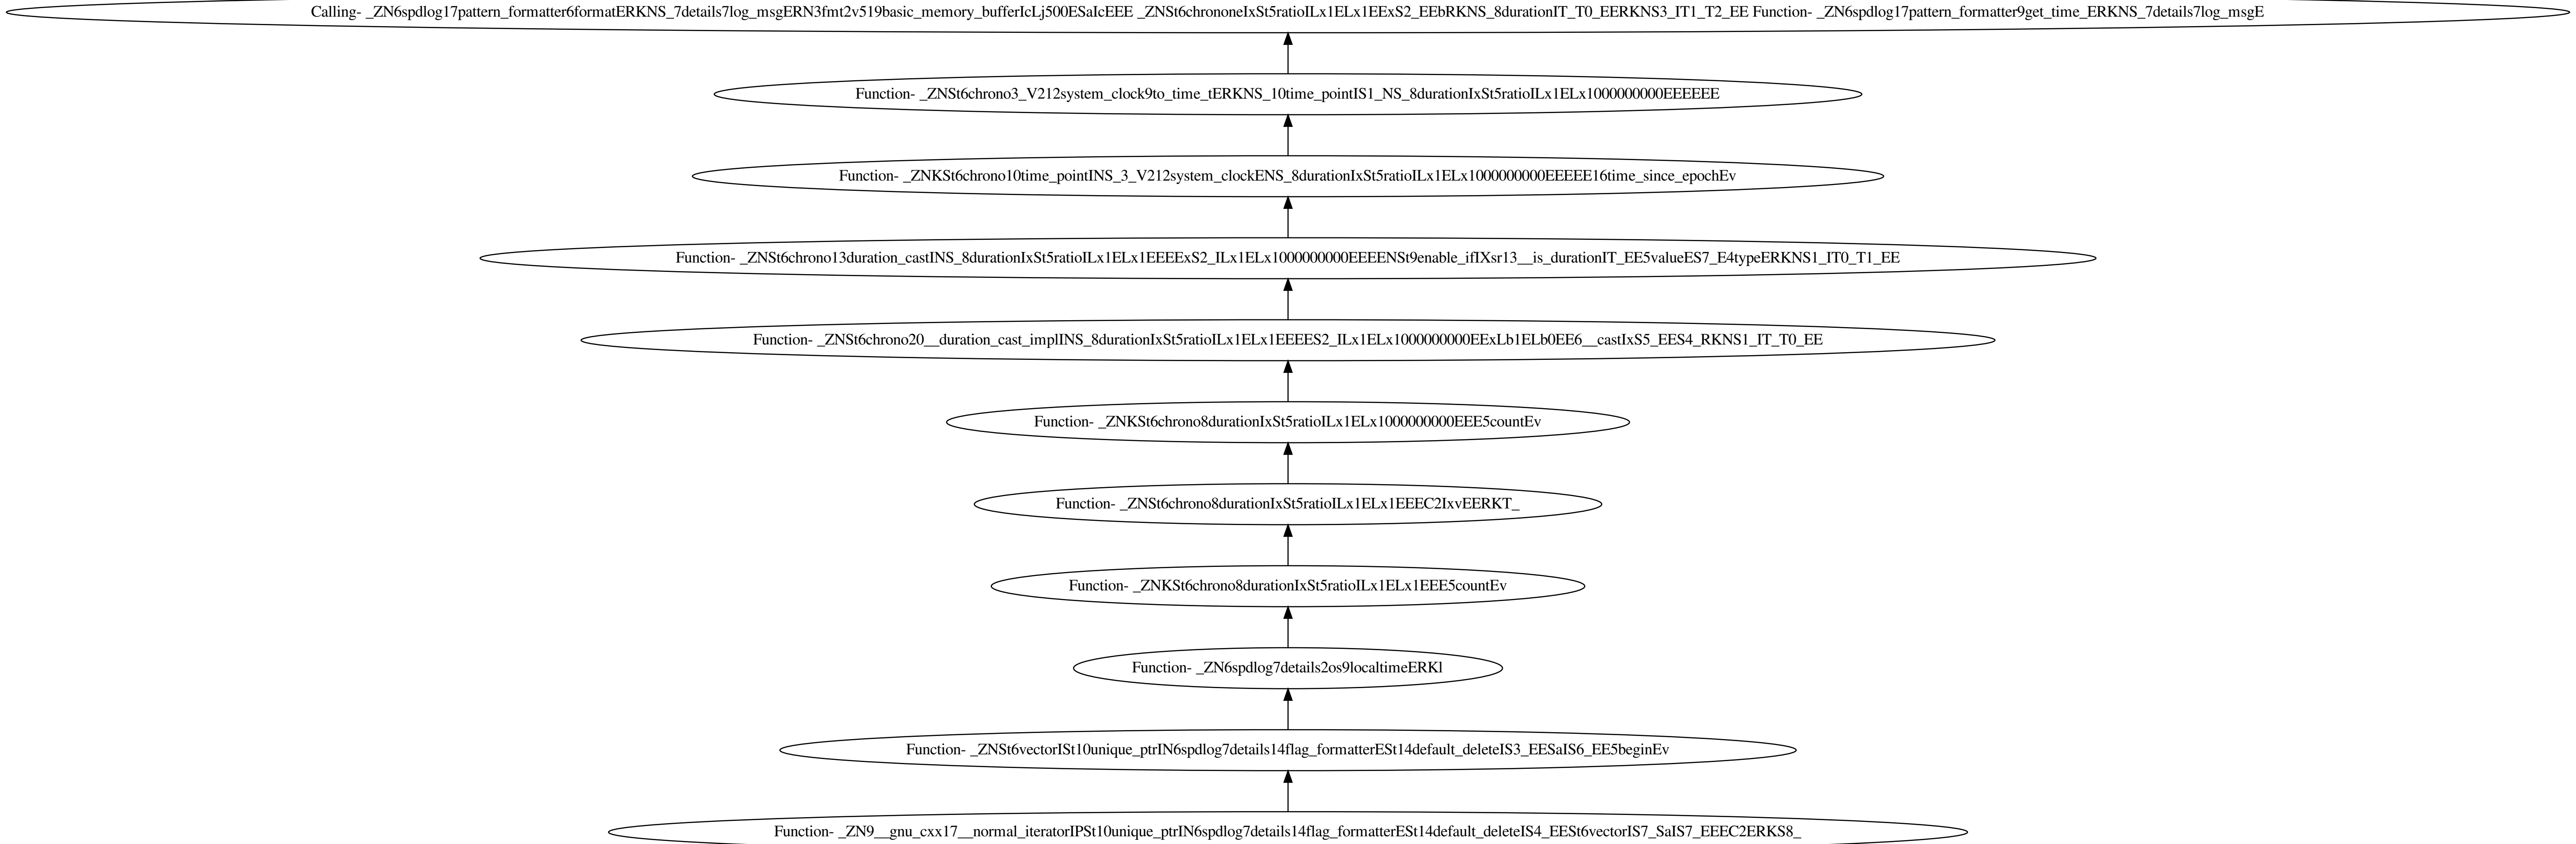 Calling- _ZN6spdlog17pattern_formatter6formatERKNS_7details7log_msgERN3fmt2v519basic_memory_bufferIcLj500ESaIcEEE _ZNSt6chrononeIxSt5ratioILx1ELx1EExS2_EEbRKNS_8durationIT_T0_EERKNS3_IT1_T2_EE Function- _ZN6spdlog17pattern_formatter9get_time_ERKNS_7details7log_msgE
Function- _ZNSt6chrono3_V212system_clock9to_time_tERKNS_10time_pointIS1_NS_8durationIxSt5ratioILx1ELx1000000000EEEEEE
Function- _ZNKSt6chrono10time_pointINS_3_V212system_clockENS_8durationIxSt5ratioILx1ELx1000000000EEEEE16time_since_epochEv
Function- _ZNSt6chrono13duration_castINS_8durationIxSt5ratioILx1ELx1EEEExS2_ILx1ELx1000000000EEEENSt9enable_ifIXsr13__is_durationIT_EE5valueES7_E4typeERKNS1_IT0_T1_EE
Function- _ZNSt6chrono20__duration_cast_implINS_8durationIxSt5ratioILx1ELx1EEEES2_ILx1ELx1000000000EExLb1ELb0EE6__castIxS5_EES4_RKNS1_IT_T0_EE
Function- _ZNKSt6chrono8durationIxSt5ratioILx1ELx1000000000EEE5countEv
Function- _ZNSt6chrono8durationIxSt5ratioILx1ELx1EEEC2IxvEERKT_
Function- _ZNKSt6chrono8durationIxSt5ratioILx1ELx1EEE5countEv
Function- _ZN6spdlog7details2os9localtimeERKl
Function- _ZNSt6vectorISt10unique_ptrIN6spdlog7details14flag_formatterESt14default_deleteIS3_EESaIS6_EE5beginEv
Function- _ZN9__gnu_cxx17__normal_iteratorIPSt10unique_ptrIN6spdlog7details14flag_formatterESt14default_deleteIS4_EESt6vectorIS7_SaIS7_EEEC2ERKS8_